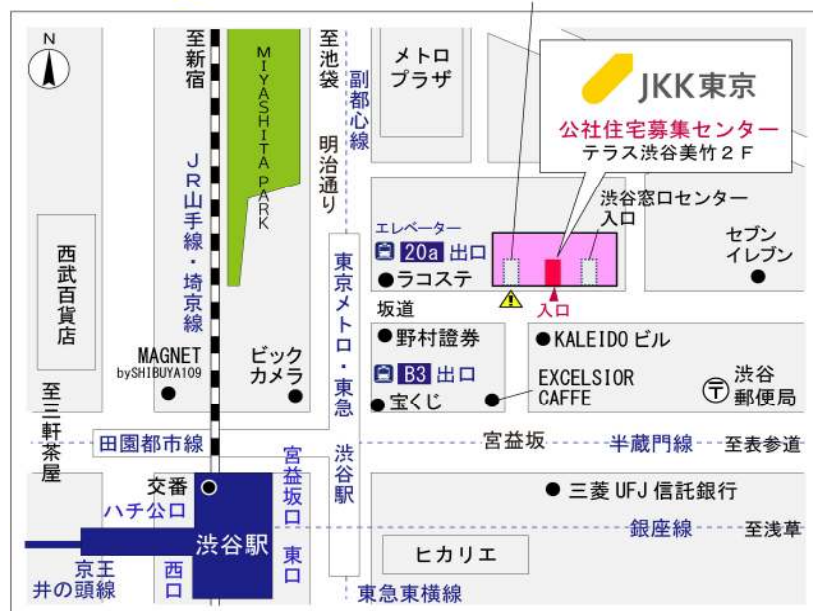 N
至新宿
MIYASHITA PARK
至池袋
明治通り
副都心線
メトロ
プラザ
JKK東京
公社住宅募集センター
テラス渋谷美竹２Ｆ
ＪＲ山手線・埼京線
西武百貨店
エレベーター
20a 出口
ラコステ
渋谷窓口センター
入口
セブン
イレブン
入口
坂道
東京メトロ・東急
渋谷駅
野村證券
KALEIDO ビル
MAGNET
bySHIBUYA109
ビック
カメラ
B3 出口
宝くじ
EXCELSIOR
CAFFE
〒
渋谷
郵便局
至三軒茶屋
田園都市線
宮益坂
半蔵門線
至表参道
交番
ハチ公口
宮益坂口
三菱 UFJ 信託銀行
渋谷駅
銀座線
至浅草
京王
井の頭線
西口
東口
ヒカリエ
東急東横線